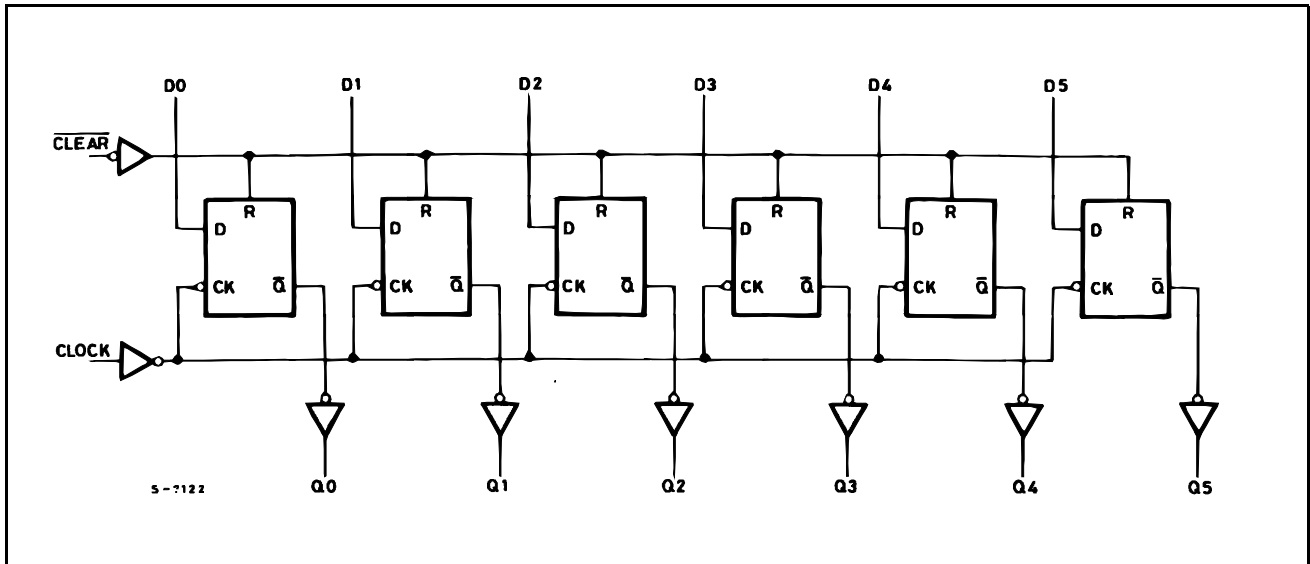 D0 D1 D2 D3 D4 D5
C̅L̅E̅A̅R̅
R R R R R R
D D D D D D
CK Q̅ CK Q̅ CK Q̅ CK Q̅ CK Q̅ CK Q̅
CLOCK
Q0 Q1 Q2 Q3 Q4 Q5